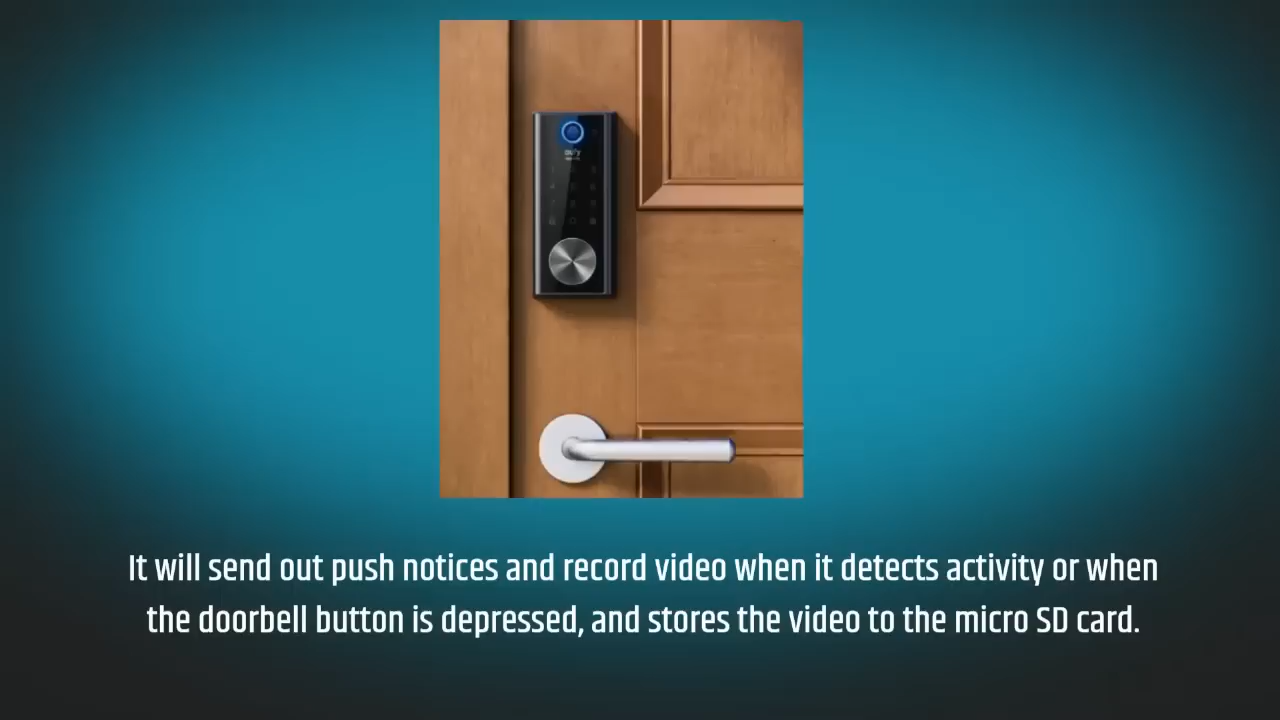 eufy
It will send out push notices and record video when it detects activity or when
the doorbell button is depressed, and stores the video to the micro SD card.